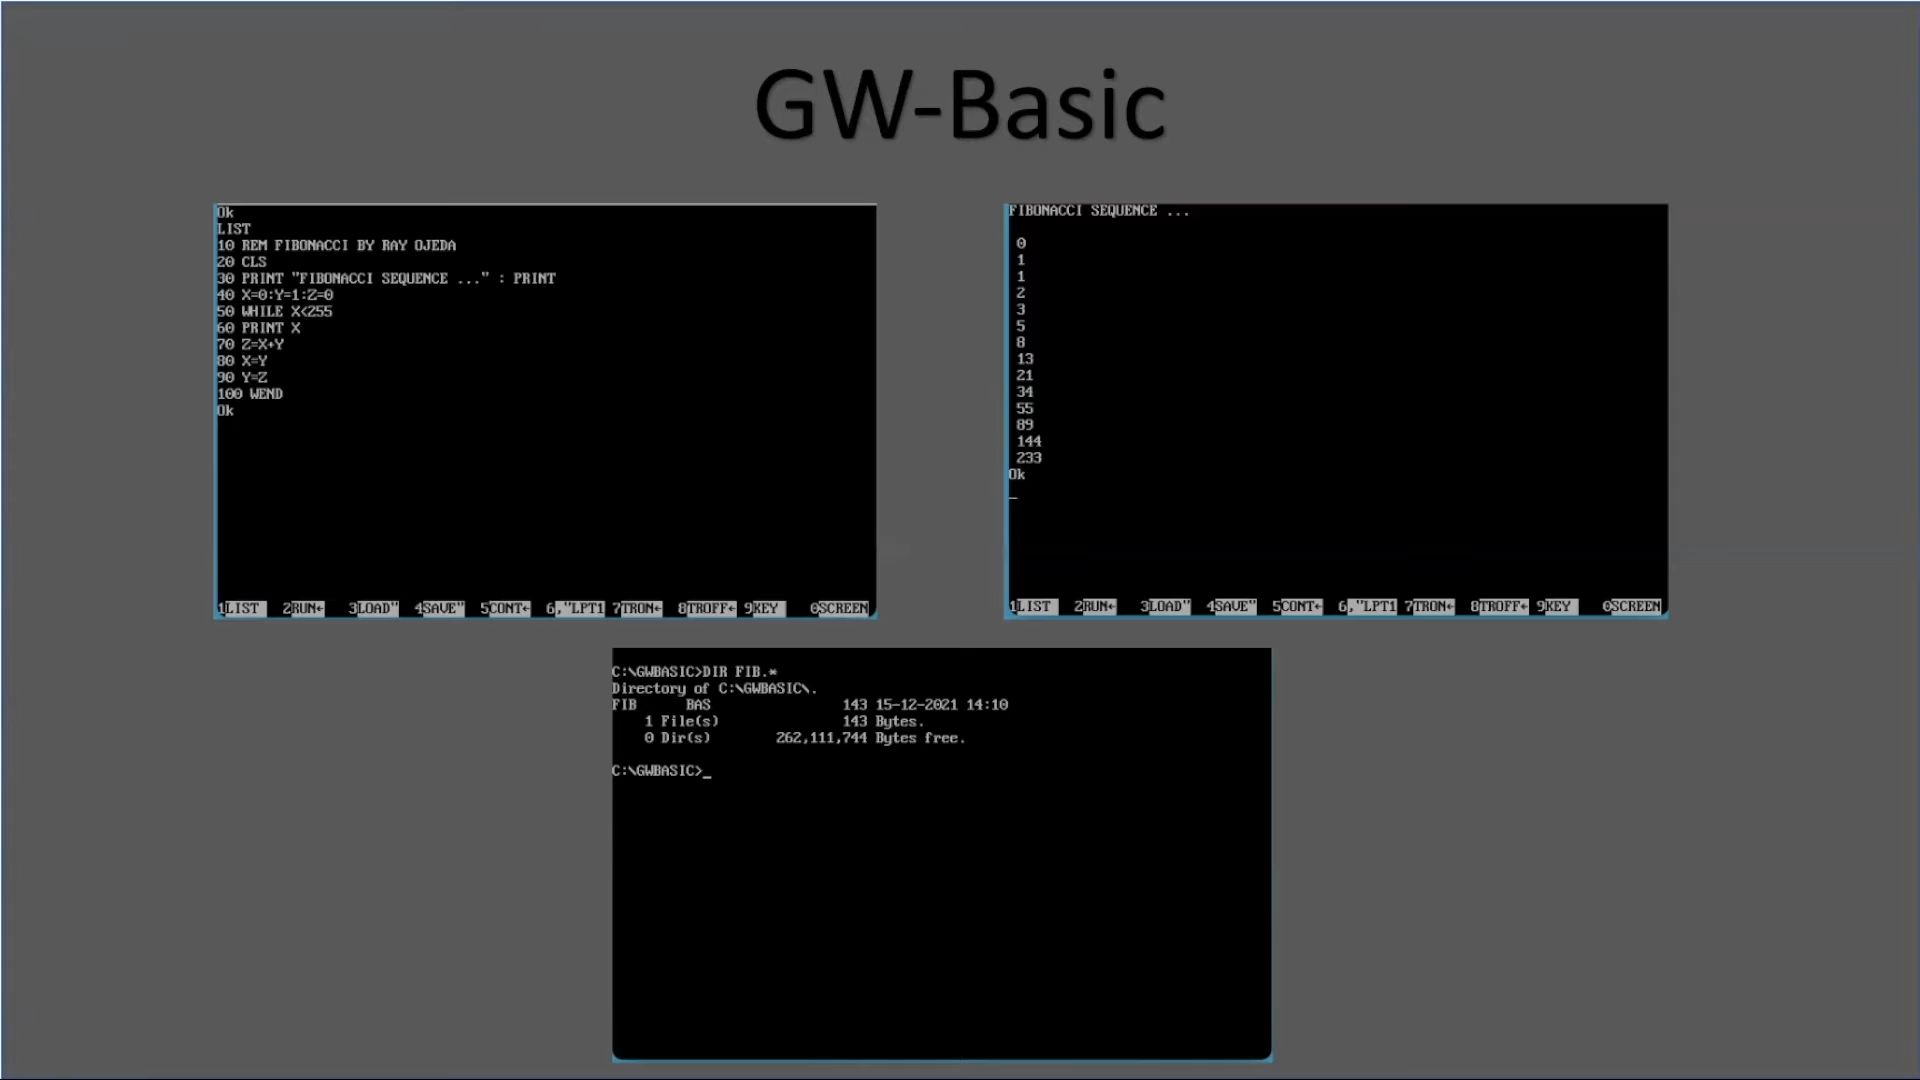 GW-Basic
Ok
LIST
10 REM FIBONACCI BY RAY OJEDA
20 CLS
30 PRINT "FIBONACCI SEQUENCE ..." : PRINT
40 X=0:Y=1:Z=0
50 WHILE X<255
60 PRINT X
70 Z=X+Y
80 X=Y
90 Y=Z
100 WEND
Ok
1LIST 2RUN← 3LOAD" 4SAVE" 5CONT← 6,"LPT1 7TRON← 8TROFF← 9KEY 0SCREEN
FIBONACCI SEQUENCE ...
0
1
1
2
3
5
8
13
21
34
55
89
144
233
Ok
_
1LIST 2RUN← 3LOAD" 4SAVE" 5CONT← 6,"LPT1 7TRON← 8TROFF← 9KEY 0SCREEN
C:\GWBASIC>DIR FIB.*
Directory of C:\GWBASIC\.
FIB BAS 143 15-12-2021 14:10
1 File(s) 143 Bytes.
0 Dir(s) 262,111,744 Bytes free.
C:\GWBASIC>_